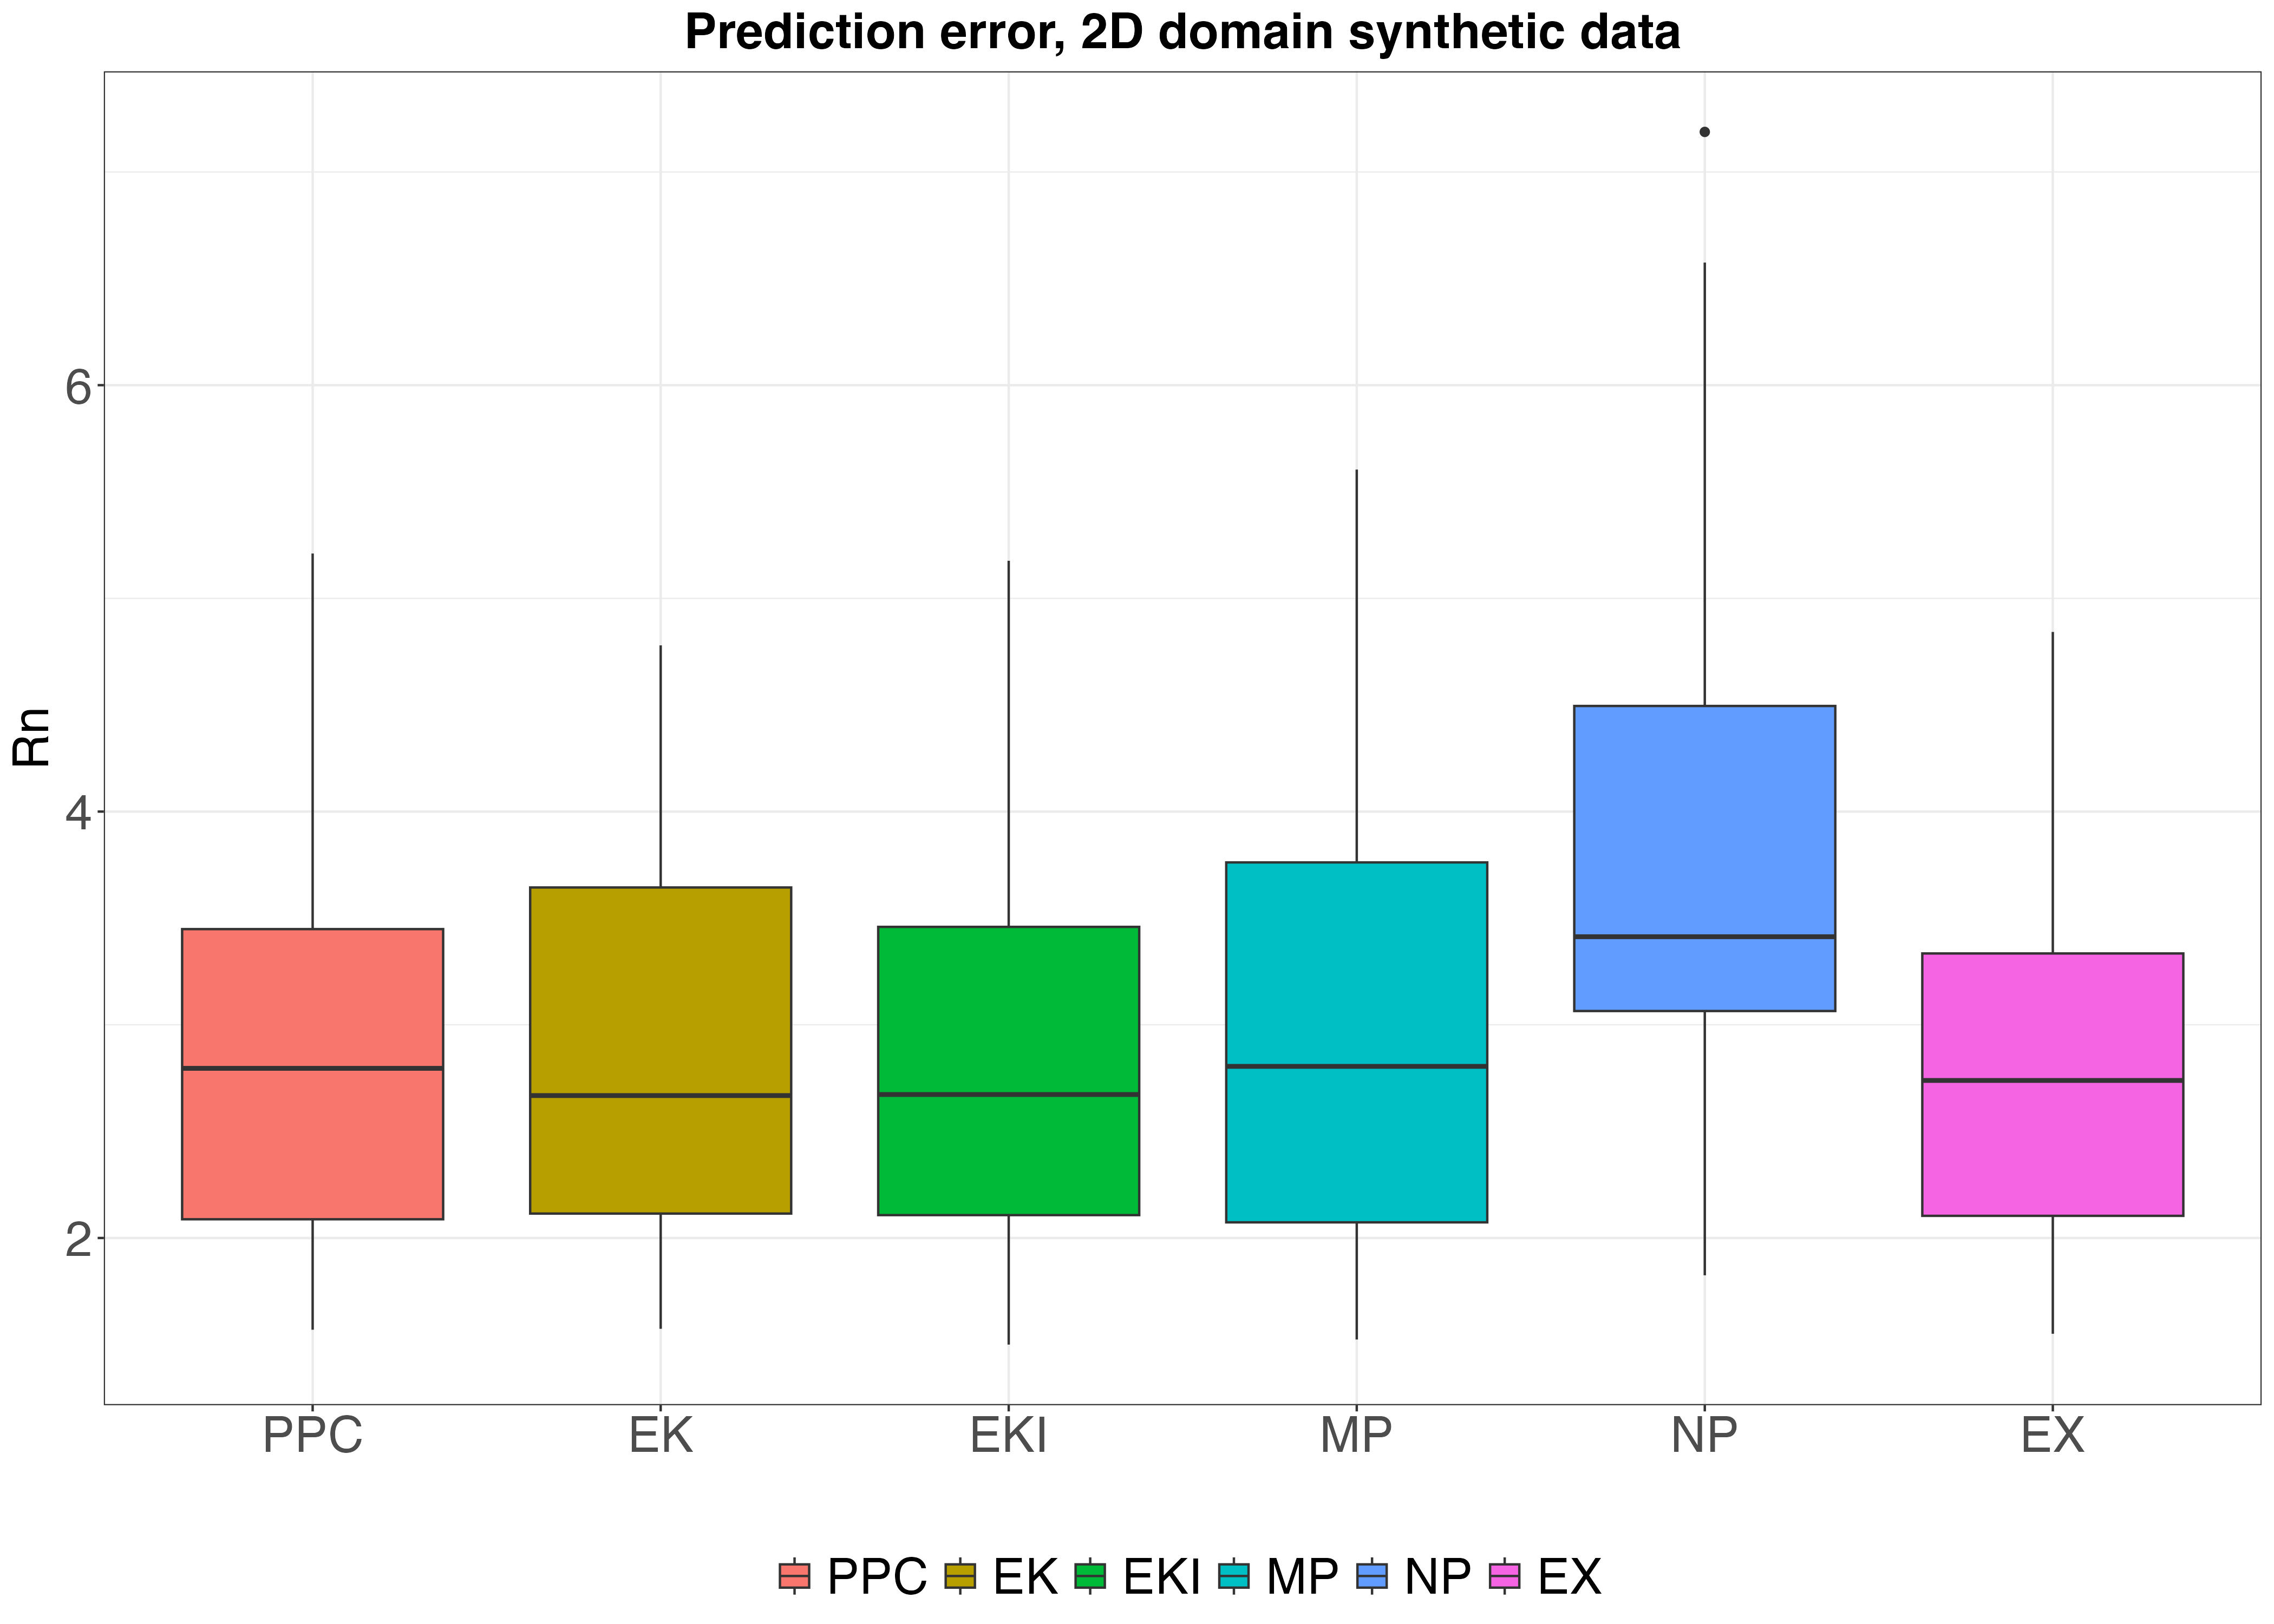 Prediction error, 2D domain synthetic data
Rn
6
4
2
PPC EK EKI MP NP EX
PPC EK EKI MP NP EX